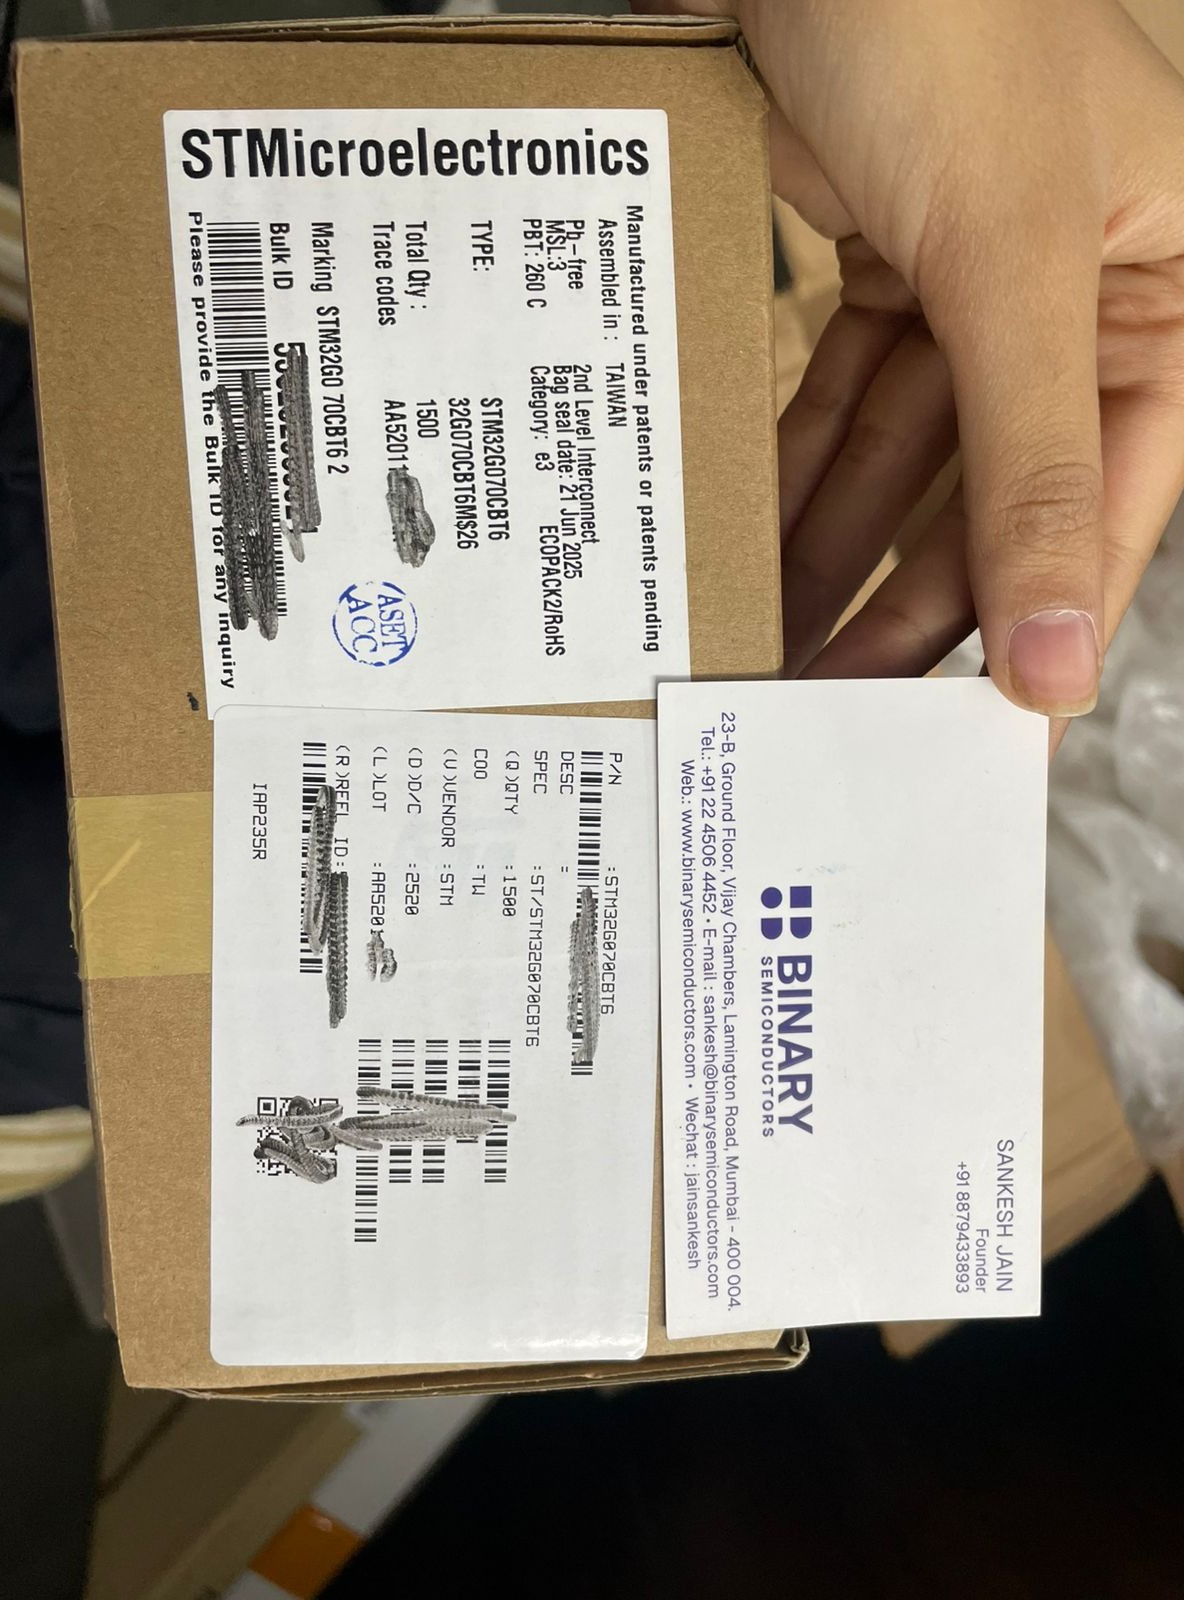 STMicroelectronics
Manufactured under patents or patents pending
Assembled in : TAIWAN
Pb-free 2nd Level Interconnect
MSL:3 Bag seal date: 21 Jun 2025
PBT: 260 C Category: e3 ECOPACK2/RoHS
TYPE: STM32G070CBT6
32G070CBT6M$26
Total Qty : 1500
Trace codes AA5201
Marking STM32G0 70CBT6 2
Bulk ID
Please provide the Bulk ID for any inquiry
ASET
ACC
P/N :STM32G070CBT6
DESC :
SPEC :ST/STM32G070CBT6
(Q)QTY :1500
COO :TW
(V)VENDOR :STM
(D)D/C :2520
(L)LOT :AA5201
(R)REEL ID:
IAP235R
SANKESH JAIN
Founder
+91 8879433893
BINARY
SEMICONDUCTORS
23-B, Ground Floor, Vijay Chambers, Lamington Road, Mumbai - 400 004.
Tel.: +91 22 4506 4452 • E-mail : sankesh@binarysemiconductors.com
Web.: www.binarysemiconductors.com • Wechat : jainsankesh